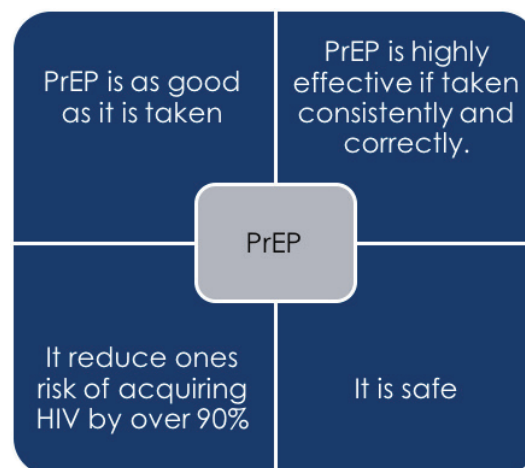 PrEP is as good
as it is taken
PrEP is highly
effective if taken
consistently and
correctly.
PrEP
It reduce ones
risk of acquiring
HIV by over 90%
It is safe